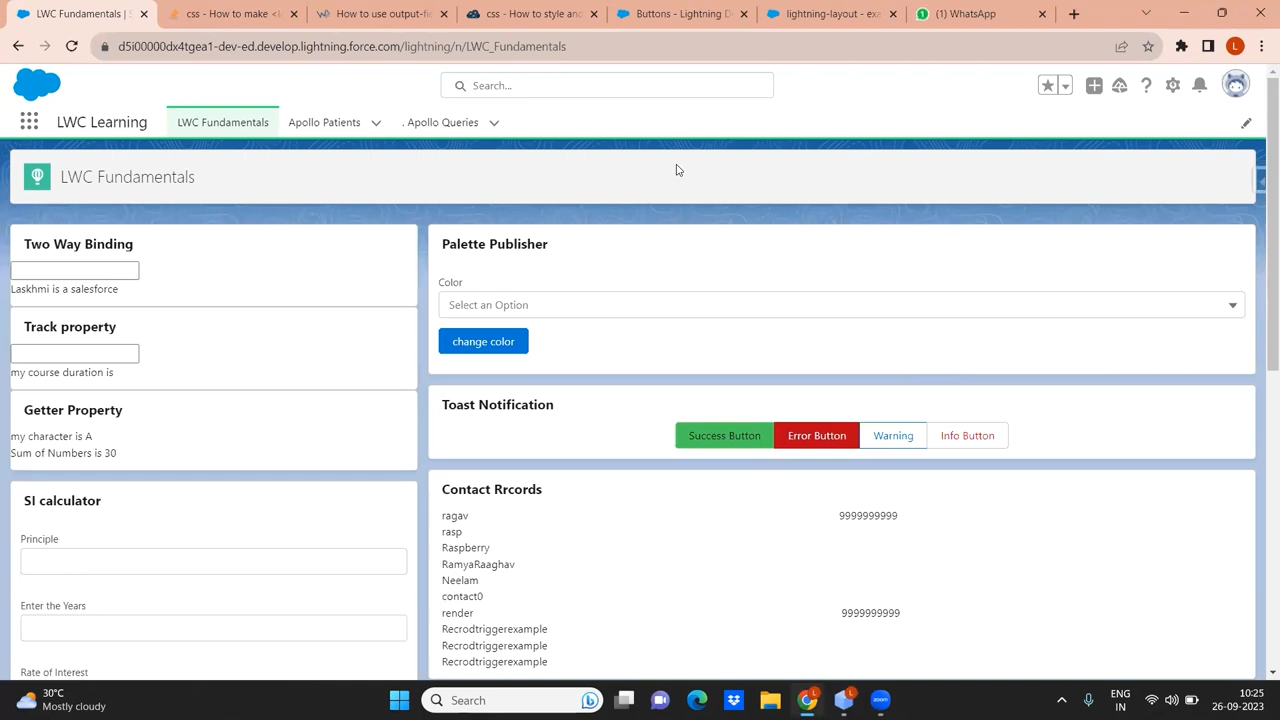 LWC Fundamentals | S
css - How to make <l
How to use output-fie
css - How to style and
Buttons - Lightning De
lightning-layout - exa
(1) WhatsApp
d5i00000dx4tgea1-dev-ed.develop.lightning.force.com/lightning/n/LWC_Fundamentals
L
Search...
LWC Learning
LWC Fundamentals
Apollo Patients
. Apollo Queries
LWC Fundamentals
Two Way Binding
Laskhmi is a salesforce
Track property
my course duration is
Getter Property
my character is A
Sum of Numbers is 30
SI calculator
Principle
Enter the Years
Rate of Interest
Palette Publisher
Color
Select an Option
change color
Toast Notification
Success Button
Error Button
Warning
Info Button
Contact Rrcords
ragav 9999999999
rasp
Raspberry
RamyaRaaghav
Neelam
contact0
render 9999999999
Recrodtriggerexample
Recrodtriggerexample
Recrodtriggerexample
30°C
Mostly cloudy
Search
L
L
zoom
ENG
IN
10:25
26-09-2023